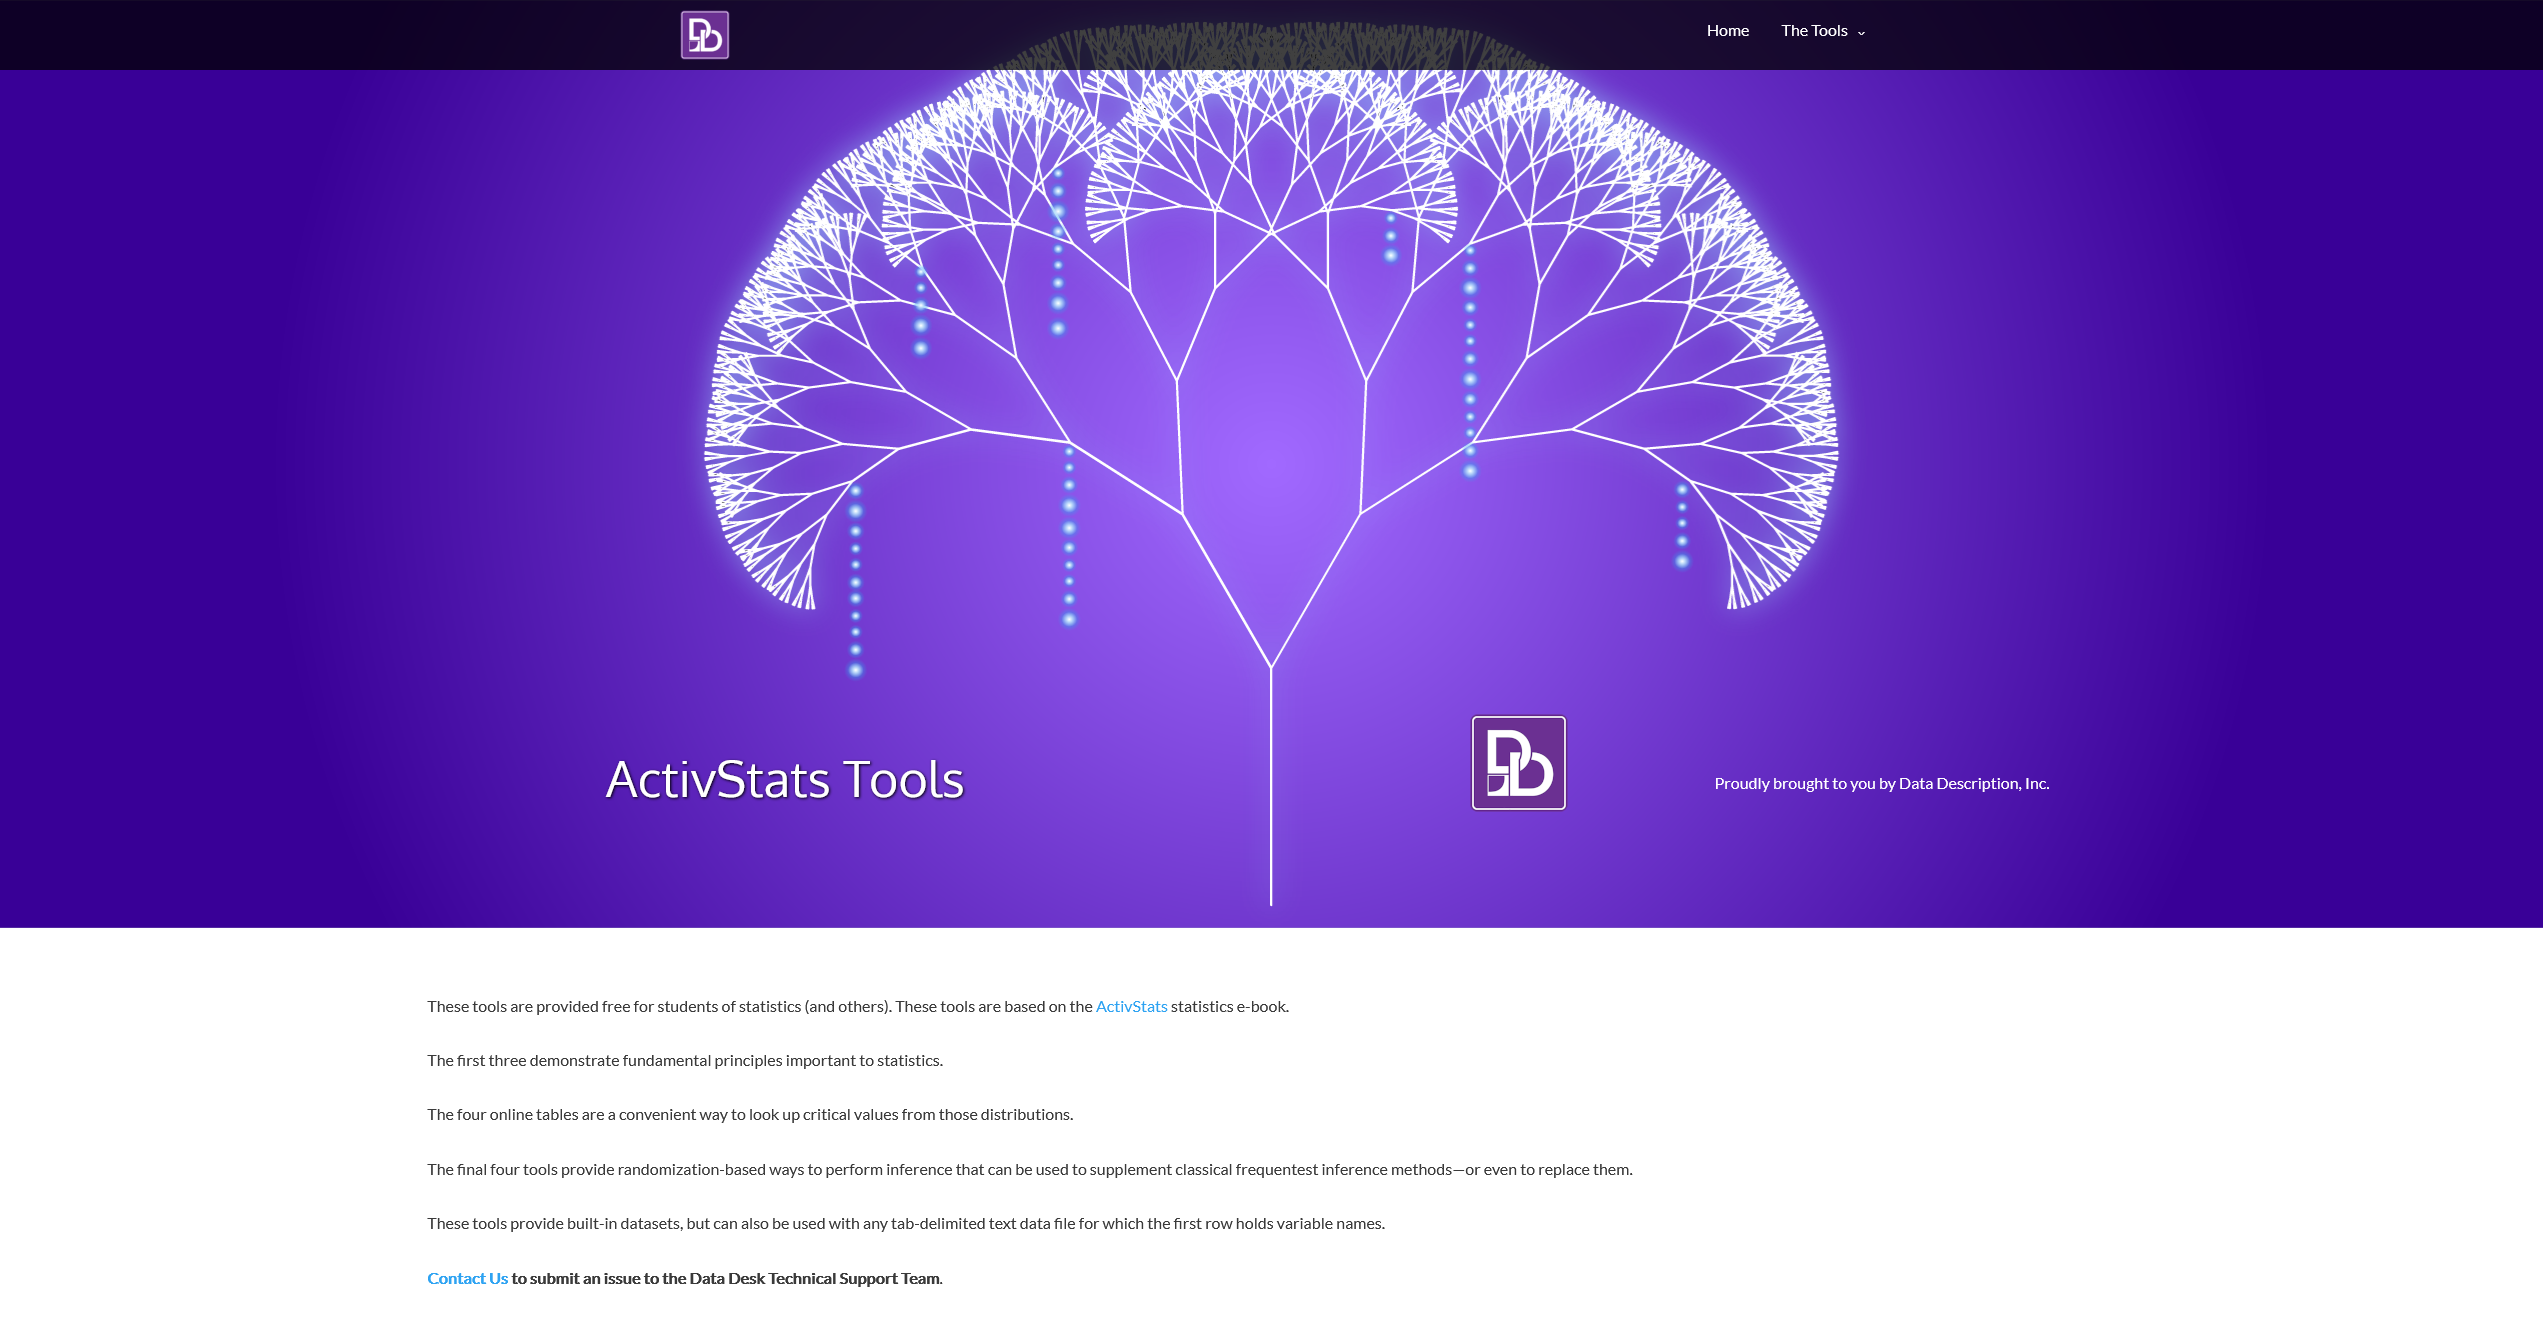 Home
The Tools
ActivStats Tools
Proudly brought to you by Data Description, Inc.
These tools are provided free for students of statistics (and others). These tools are based on the ActivStats statistics e-book.
The first three demonstrate fundamental principles important to statistics.
The four online tables are a convenient way to look up critical values from those distributions.
The final four tools provide randomization-based ways to perform inference that can be used to supplement classical frequentest inference methods—or even to replace them.
These tools provide built-in datasets, but can also be used with any tab-delimited text data file for which the first row holds variable names.
Contact Us to submit an issue to the Data Desk Technical Support Team.